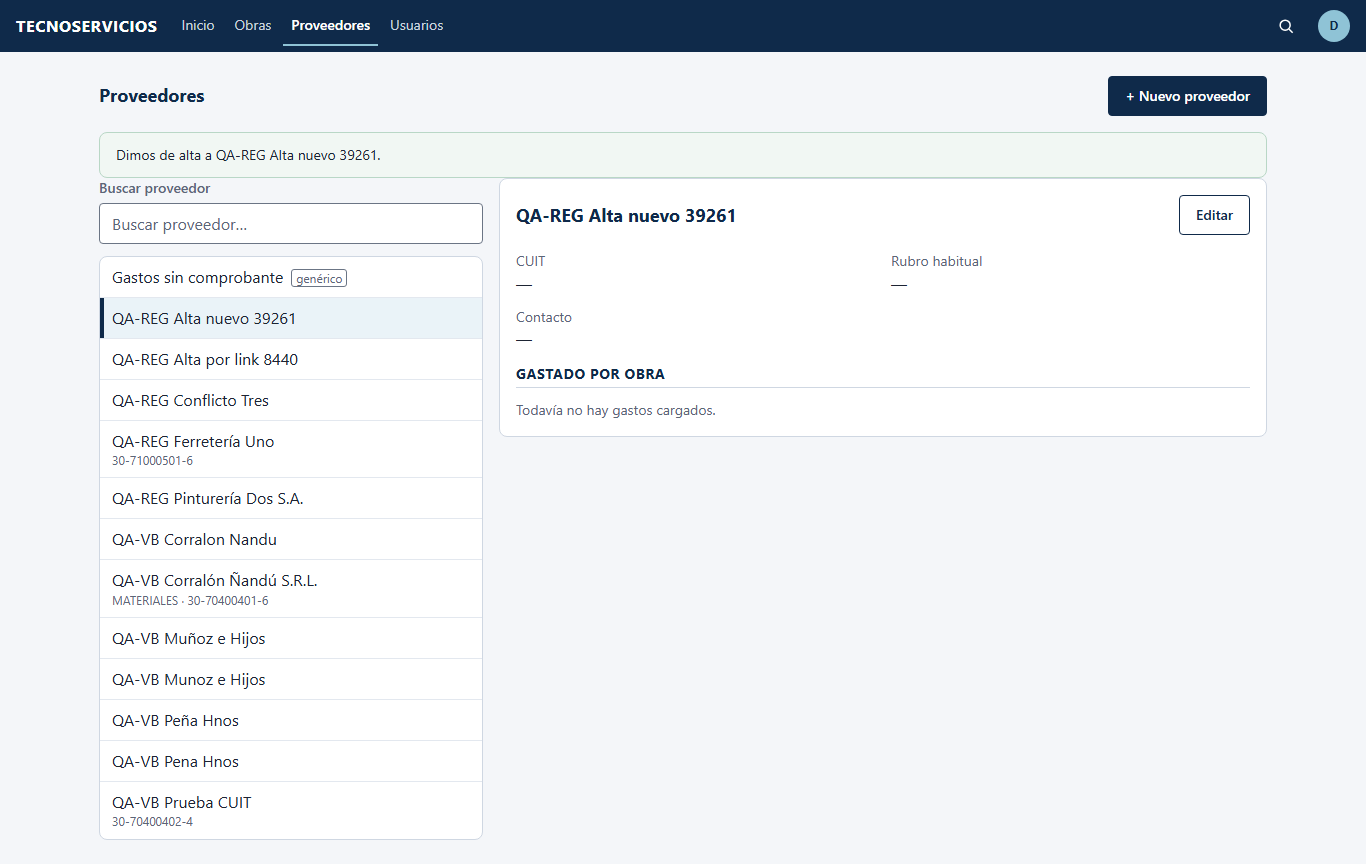 TECNOSERVICIOS Inicio Obras Proveedores Usuarios D
Proveedores
+ Nuevo proveedor
Dimos de alta a QA-REG Alta nuevo 39261.
Buscar proveedor
Buscar proveedor...
Gastos sin comprobante genérico
QA-REG Alta nuevo 39261
QA-REG Alta por link 8440
QA-REG Conflicto Tres
QA-REG Ferretería Uno
30-71000501-6
QA-REG Pinturería Dos S.A.
QA-VB Corralon Nandu
QA-VB Corralón Ñandú S.R.L.
MATERIALES · 30-70400401-6
QA-VB Muñoz e Hijos
QA-VB Munoz e Hijos
QA-VB Peña Hnos
QA-VB Pena Hnos
QA-VB Prueba CUIT
30-70400402-4
QA-REG Alta nuevo 39261
Editar
CUIT
—
Rubro habitual
—
Contacto
—
GASTADO POR OBRA
Todavía no hay gastos cargados.